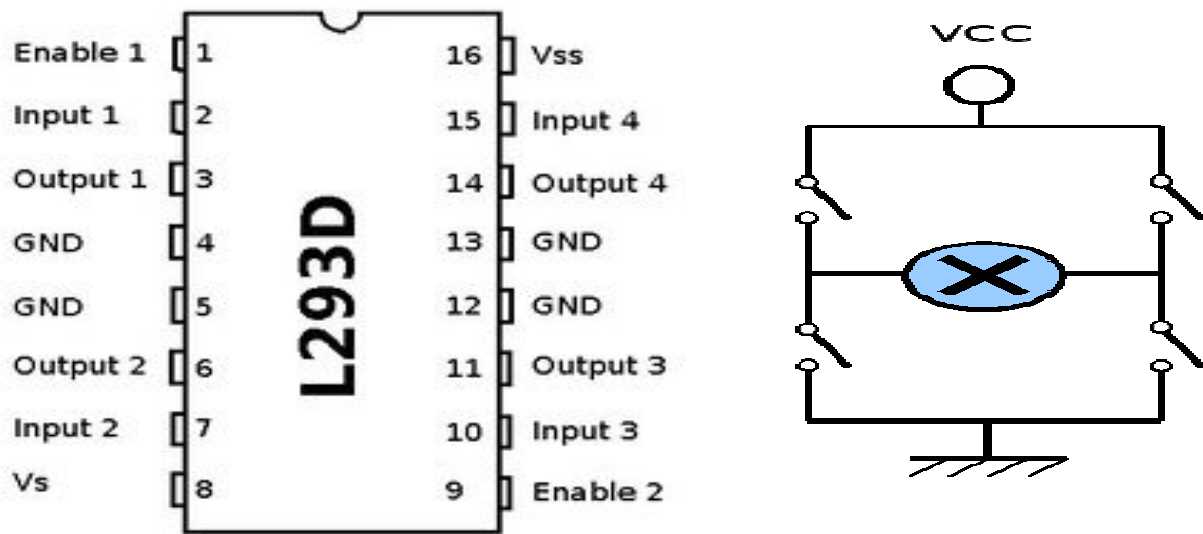 Enable 1 1 16 Vss
Input 1 2 15 Input 4
Output 1 3 14 Output 4
GND 4 13 GND
GND 5 12 GND
Output 2 6 11 Output 3
Input 2 7 10 Input 3
Vs 8 9 Enable 2
L293D
VCC